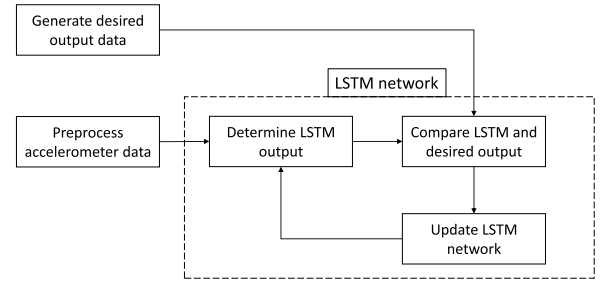 Generate desired
output data
LSTM network
Preprocess
accelerometer data
Determine LSTM
output
Compare LSTM and
desired output
Update LSTM
network